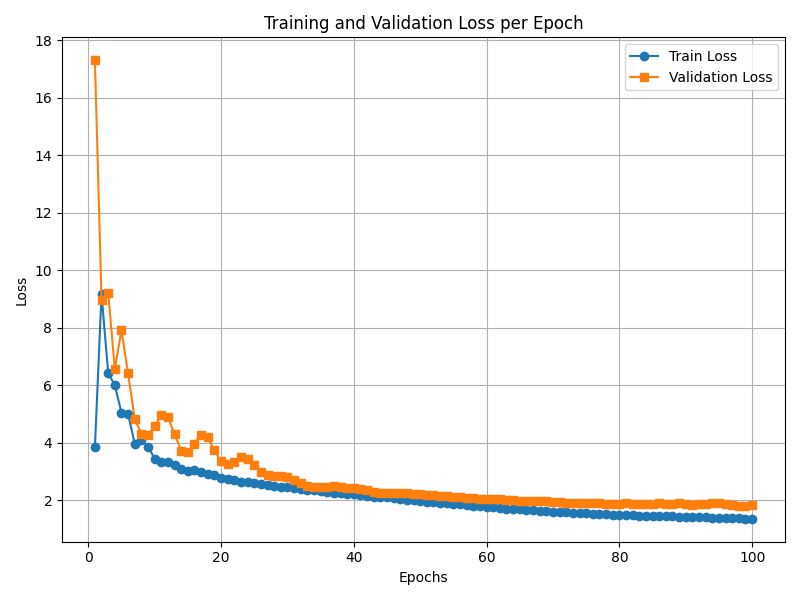 Training and Validation Loss per Epoch
Train Loss
Validation Loss
Loss
18
16
14
12
10
8
6
4
2
0 20 40 60 80 100
Epochs